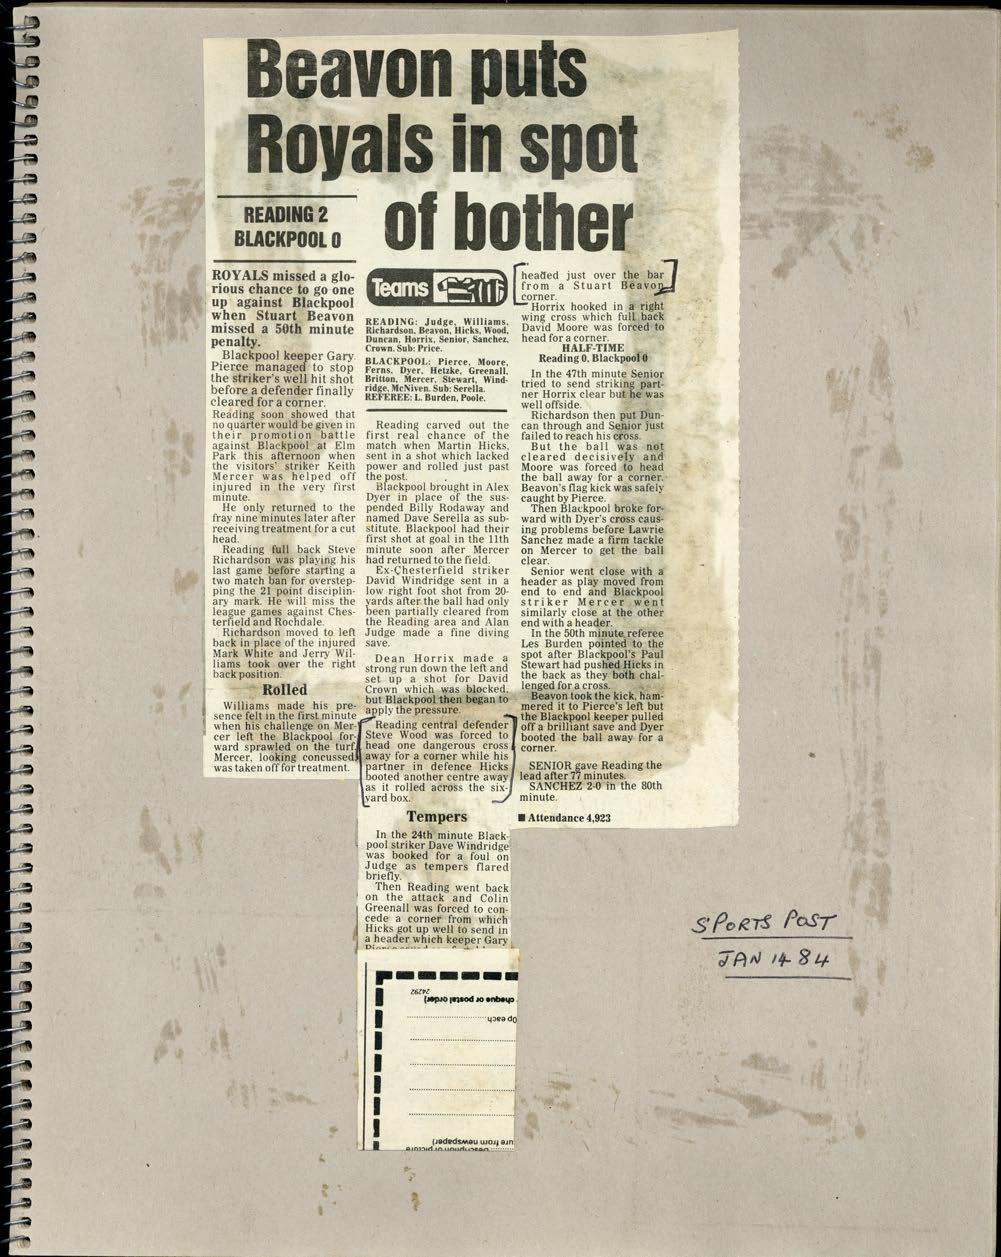 Beavon puts
Royals in spot
of bother
READING 2
BLACKPOOL 0
ROYALS missed a glo-
rious chance to go one
up against Blackpool
when Stuart Beavon
missed a 50th minute
penalty.
Blackpool keeper Gary
Pierce managed to stop
the striker's well hit shot
before a defender finally
cleared for a corner.
Reading soon showed that
no quarter would be given in
their promotion battle
against Blackpool at Elm
Park this afternoon when
the visitors' striker Keith
Mercer was helped off
injured in the very first
minute.
He only returned to the
fray nine minutes later after
receiving treatment for a cut
head.
Reading full back Steve
Richardson was playing his
last game before starting a
two match ban for overstep-
ping the 21 point disciplin-
ary mark. He will miss the
league games against Ches-
terfield and Rochdale.
Richardson moved to left
back in place of the injured
Mark White and Jerry Wil-
liams took over the right
back position.
Rolled
Williams made his pre-
sence felt in the first minute
when his challenge on Mer-
cer left the Blackpool for-
ward sprawled on the turf.
Mercer, looking concussed,
was taken off for treatment.
Teams
READING: Judge, Williams,
Richardson, Beavon, Hicks, Wood,
Duncan, Horrix, Senior, Sanchez,
Crown. Sub: Price.
BLACKPOOL: Pierce, Moore,
Ferns, Dyer, Hetzke, Greenall,
Britton, Mercer, Stewart, Wind-
ridge, McNiven. Sub: Serella.
REFEREE: L. Burden, Poole.
Reading carved out the
first real chance of the
match when Martin Hicks,
sent in a shot which lacked
power and rolled just past
the post.
Blackpool brought in Alex
Dyer in place of the sus-
pended Billy Rodaway and
named Dave Serella as sub-
stitute. Blackpool had their
first shot at goal in the 11th
minute soon after Mercer
had returned to the field.
Ex-Chesterfield striker
David Windridge sent in a
low right foot shot from 20-
yards after the ball had only
been partially cleared from
the Reading area and Alan
Judge made a fine diving
save.
Dean Horrix made a
strong run down the left and
set up a shot for David
Crown which was blocked,
but Blackpool then began to
apply the pressure.
Reading central defender
Steve Wood was forced to
head one dangerous cross
away for a corner while his
partner in defence Hicks
booted another centre away
as it rolled across the six-
yard box.
Tempers
In the 24th minute Black-
pool striker Dave Windridge
was booked for a foul on
Judge as tempers flared
briefly.
Then Reading went back
on the attack and Colin
Greenall was forced to con-
cede a corner from which
Hicks got up well to send in
a header which keeper Gary
headed just over the bar
from a Stuart Beavon
corner.
Horrix hooked in a right
wing cross which full back
David Moore was forced to
head for a corner.
HALF-TIME
Reading 0, Blackpool 0
In the 47th minute Senior
tried to send striking part-
ner Horrix clear but he was
well offside.
Richardson then put Dun-
can through and Senior just
failed to reach his cross.
But the ball was not
cleared decisively and
Moore was forced to head
the ball away for a corner.
Beavon's flag kick was safely
caught by Pierce.
Then Blackpool broke for-
ward with Dyer's cross caus-
ing problems before Lawrie
Sanchez made a firm tackle
on Mercer to get the ball
clear.
Senior went close with a
header as play moved from
end to end and Blackpool
striker Mercer went
similarly close at the other
end with a header.
In the 50th minute referee
Les Burden pointed to the
spot after Blackpool's Paul
Stewart had pushed Hicks in
the back as they both chal-
lenged for a cross.
Beavon took the kick, ham-
mered it to Pierce's left but
the Blackpool keeper pulled
off a brilliant save and Dyer
booted the ball away for a
corner.
SENIOR gave Reading the
lead after 77 minutes.
SANCHEZ 2-0 in the 80th
minute.
■ Attendance 4,923
SPORTS POST
JAN 14 84
24292
cheque or postal order)
0p each
ure from newspaper)
Description of picture